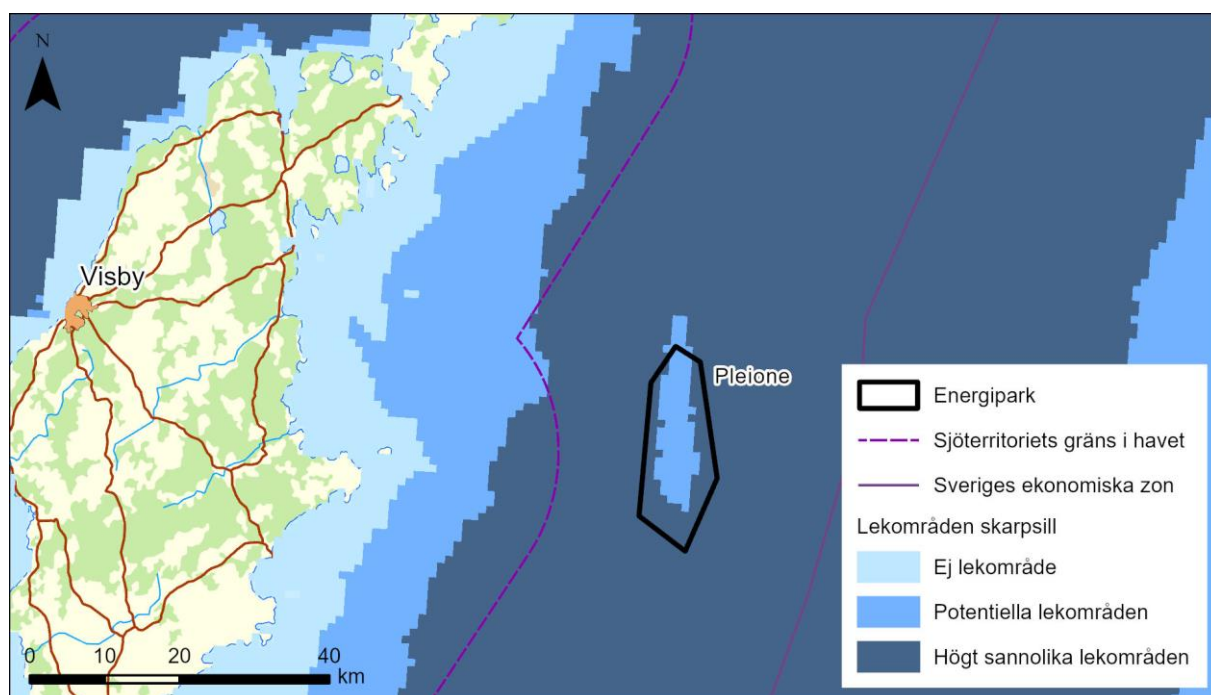 N
Visby
Pleione
Energipark
Sjöterritoriets gräns i havet
Sveriges ekonomiska zon
Lekområden skarpsill
Ej lekområde
Potentiella lekområden
Högt sannolika lekområden
0 10 20 40
km